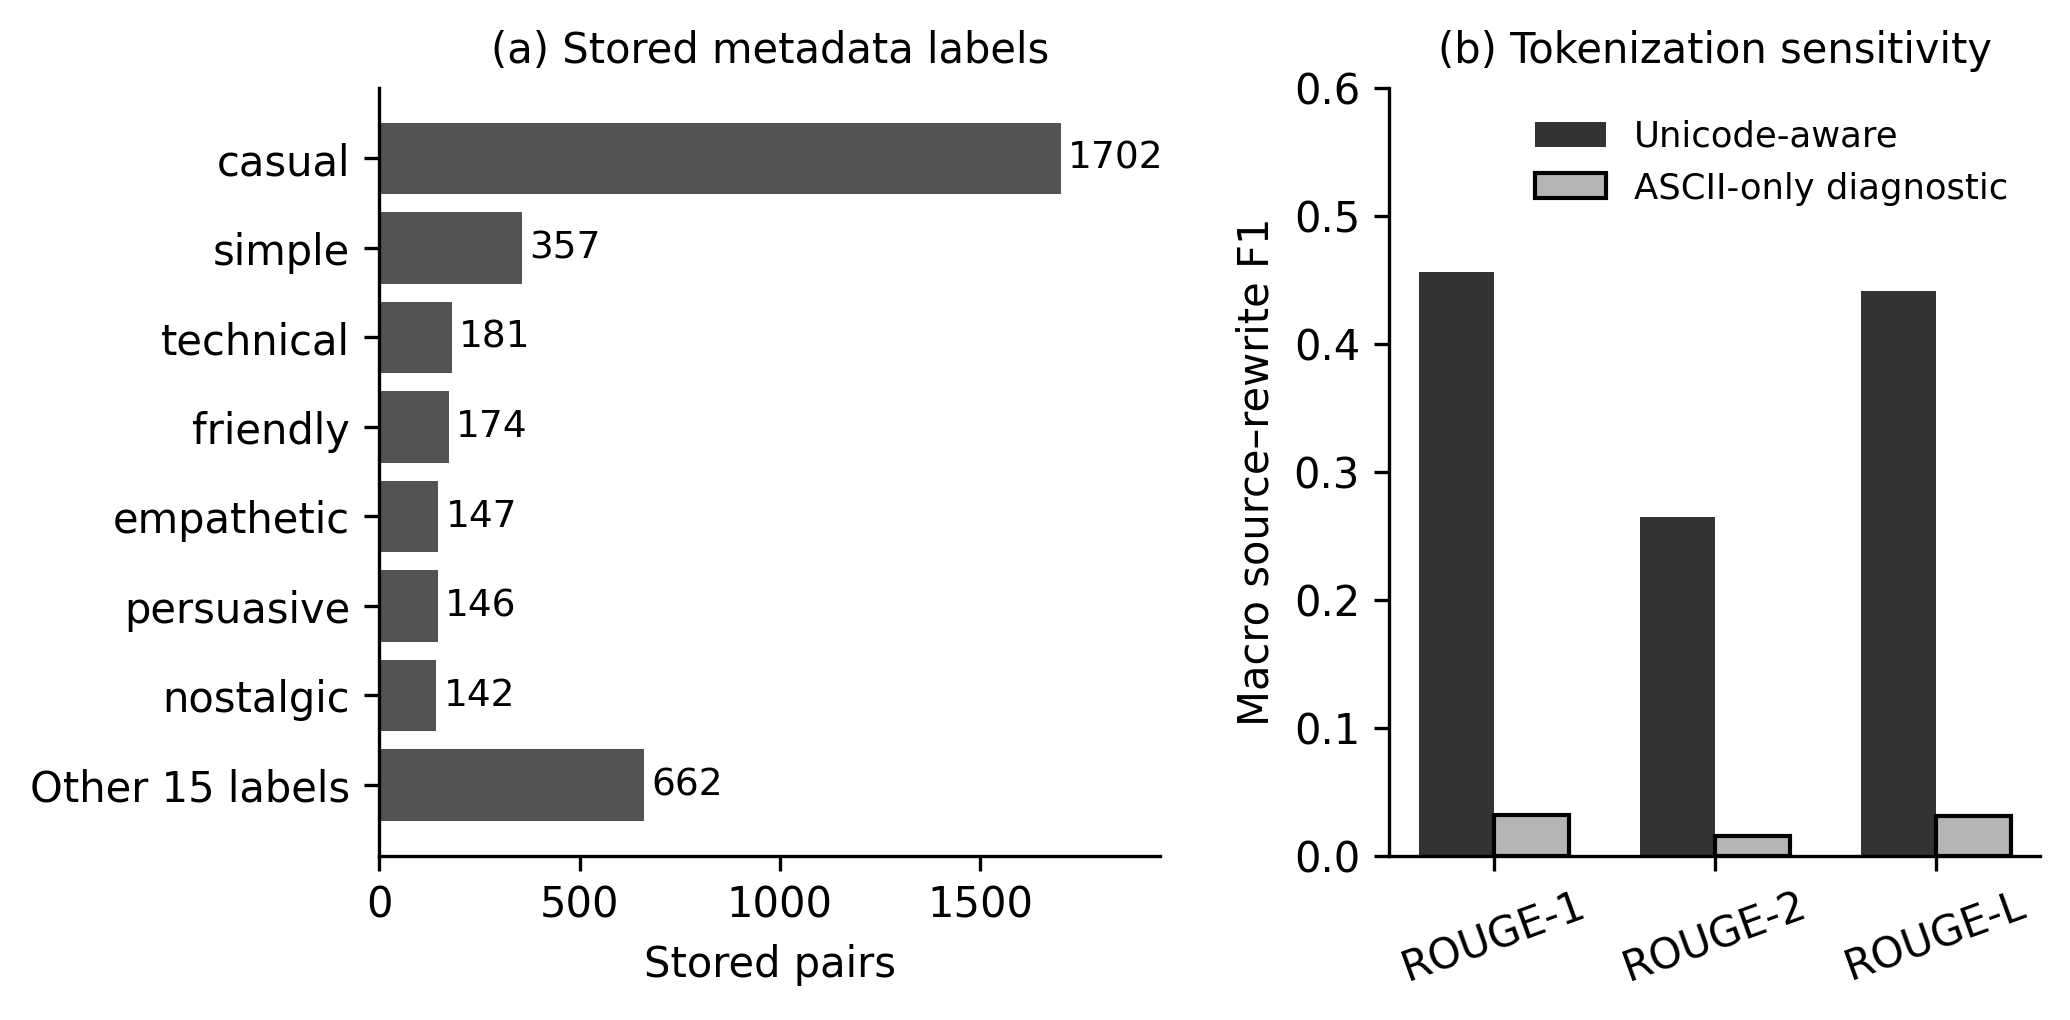 (a) Stored metadata labels
casual
1702
simple
357
technical
181
friendly
174
empathetic
147
persuasive
146
nostalgic
142
Other 15 labels
662
0
500
1000
1500
Stored pairs
(b) Tokenization sensitivity
Unicode-aware
ASCII-only diagnostic
Macro source–rewrite F1
0.6
0.5
0.4
0.3
0.2
0.1
0.0
ROUGE-1
ROUGE-2
ROUGE-L